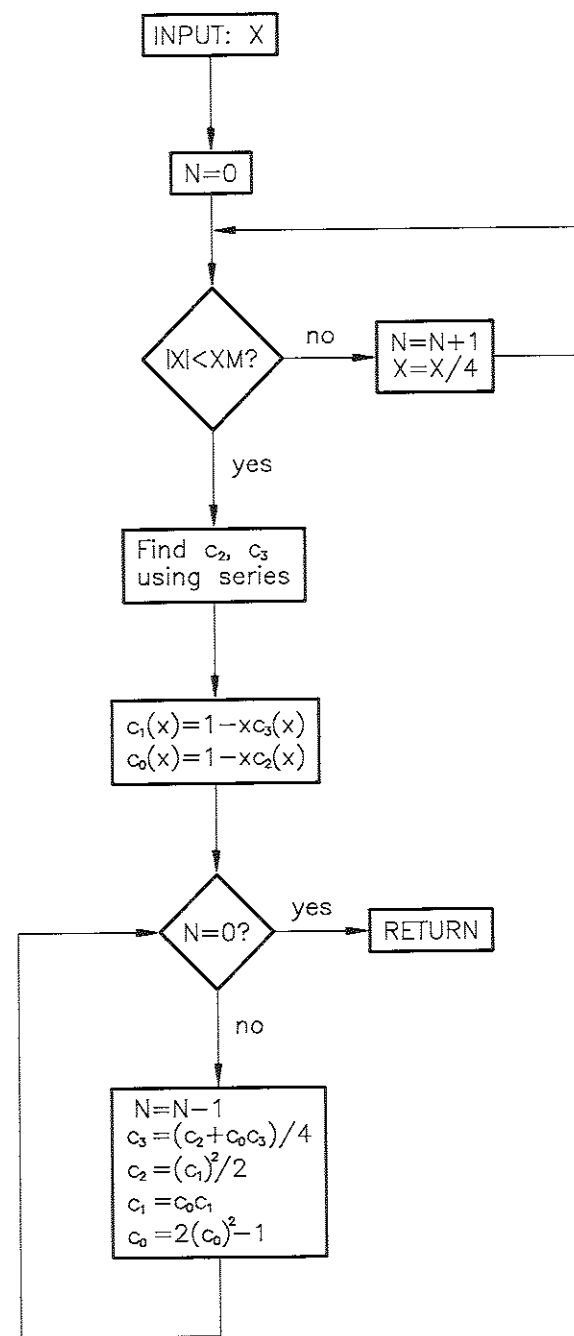 INPUT: X
N=0
|X|<XM?
no
N=N+1
X=X/4
yes
Find c₂, c₃
using series
c₁(x)=1-xc₃(x)
c₀(x)=1-xc₂(x)
N=0?
yes
RETURN
no
N=N-1
c₃=(c₂+c₀c₃)/4
c₂=(c₁)²/2
c₁=c₀c₁
c₀=2(c₀)²-1